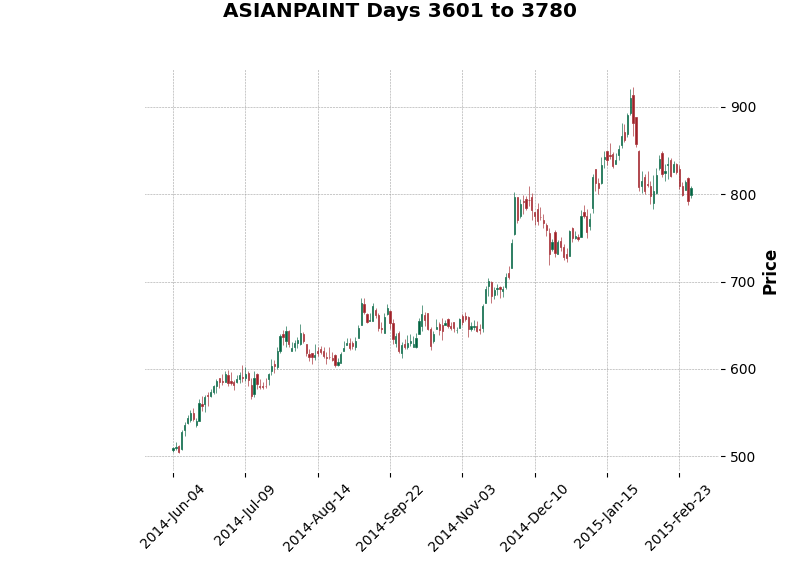 ASIANPAINT Days 3601 to 3780
900
800
700
600
500
Price
2014-Jun-04
2014-Jul-09
2014-Aug-14
2014-Sep-22
2014-Nov-03
2014-Dec-10
2015-Jan-15
2015-Feb-23